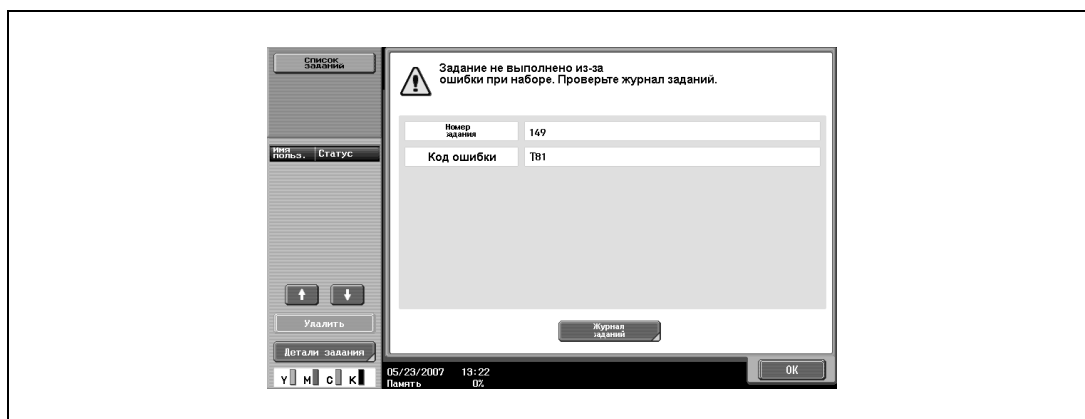 Список
заданий
Задание не выполнено из-за
ошибки при наборе. Проверьте журнал заданий.
Номер
задания
149
Имя
польз.
Статус
Код ошибки
T81
Удалить
Журнал
заданий
Детали задания
Y M C K
05/23/2007 13:22
Память 0%
OK